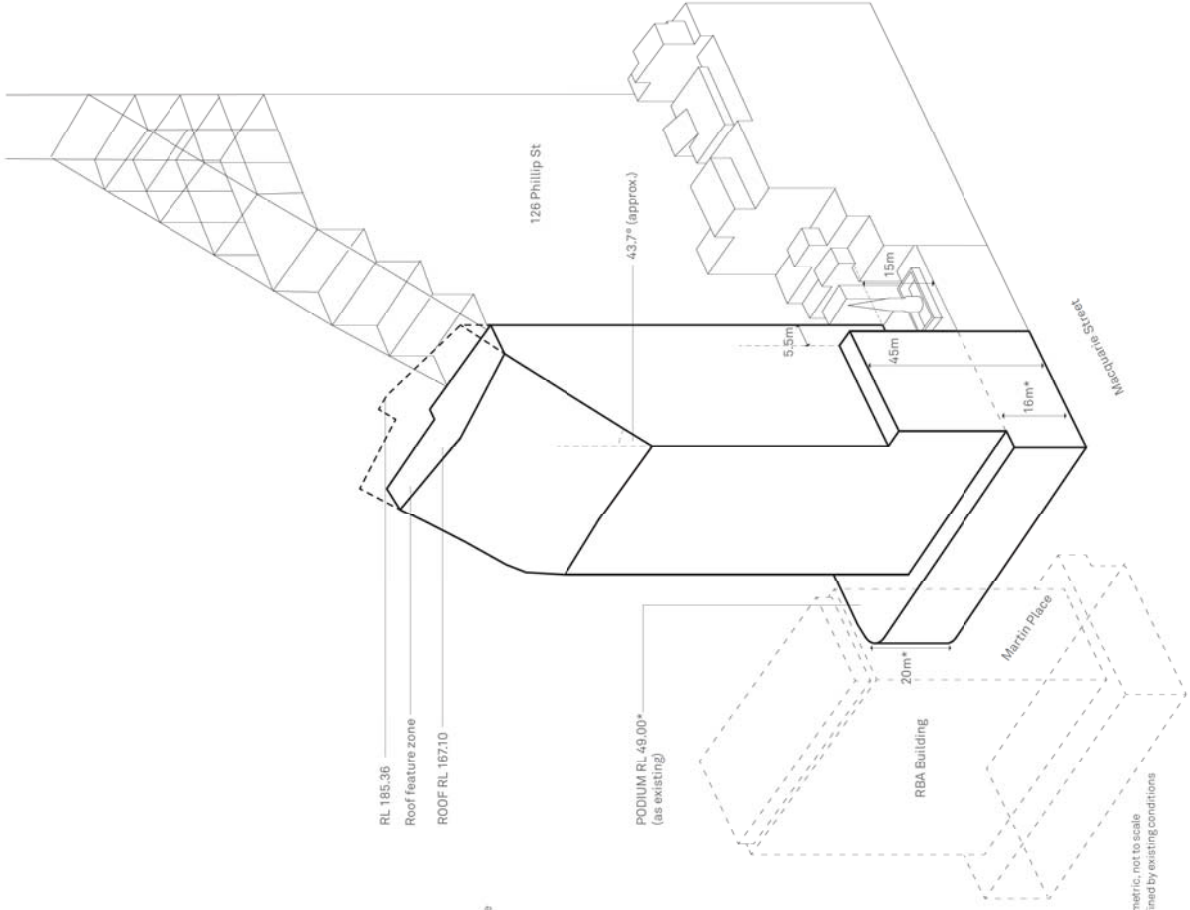 126 Phillip St
43.7° (approx.)
15m
5.5m
45m
16m*
Macquarie Street
RL 185.36
Roof feature zone
ROOF RL 167.10
PODIUM RL 49.00*
(as existing)
20m*
Martin Place
RBA Building
metric, not to scale
ined by existing conditions